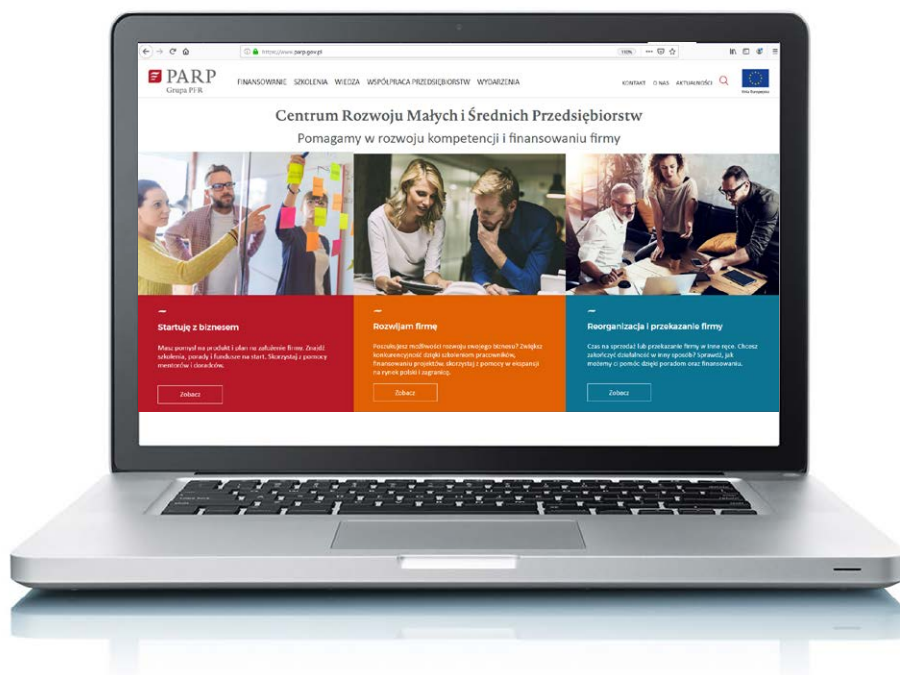 https://www.parp.gov.pl
PARP
Grupa PFR
FINANSOWANIE SZKOLENIA WIEDZA WSPÓŁPRACA PRZEDSIĘBIORSTW WYDARZENIA
KONTAKT O NAS AKTUALNOŚCI
Unia Europejska
Centrum Rozwoju Małych i Średnich Przedsiębiorstw
Pomagamy w rozwoju kompetencji i finansowaniu firmy
Startuję z biznesem
Masz pomysł na produkt i plan na założenie firmy. Znajdź
szkolenia, porady i fundusze na start. Skorzystaj z pomocy
mentorów i doradców.
Zobacz
Rozwijam firmę
Poszukujesz możliwości rozwoju swojego biznesu? Zwiększ
konkurencyjność dzięki szkoleniom pracowników,
finansowaniu projektów, skorzystaj z pomocy w ekspansji
na rynek polski i zagranicą.
Zobacz
Reorganizacja i przekazanie firmy
Czas na sprzedaż lub przekazanie firmy w inne ręce. Chcesz
zakończyć działalność w inny sposób? Sprawdź, jak
możemy ci pomóc dzięki poradom oraz finansowaniu.
Zobacz